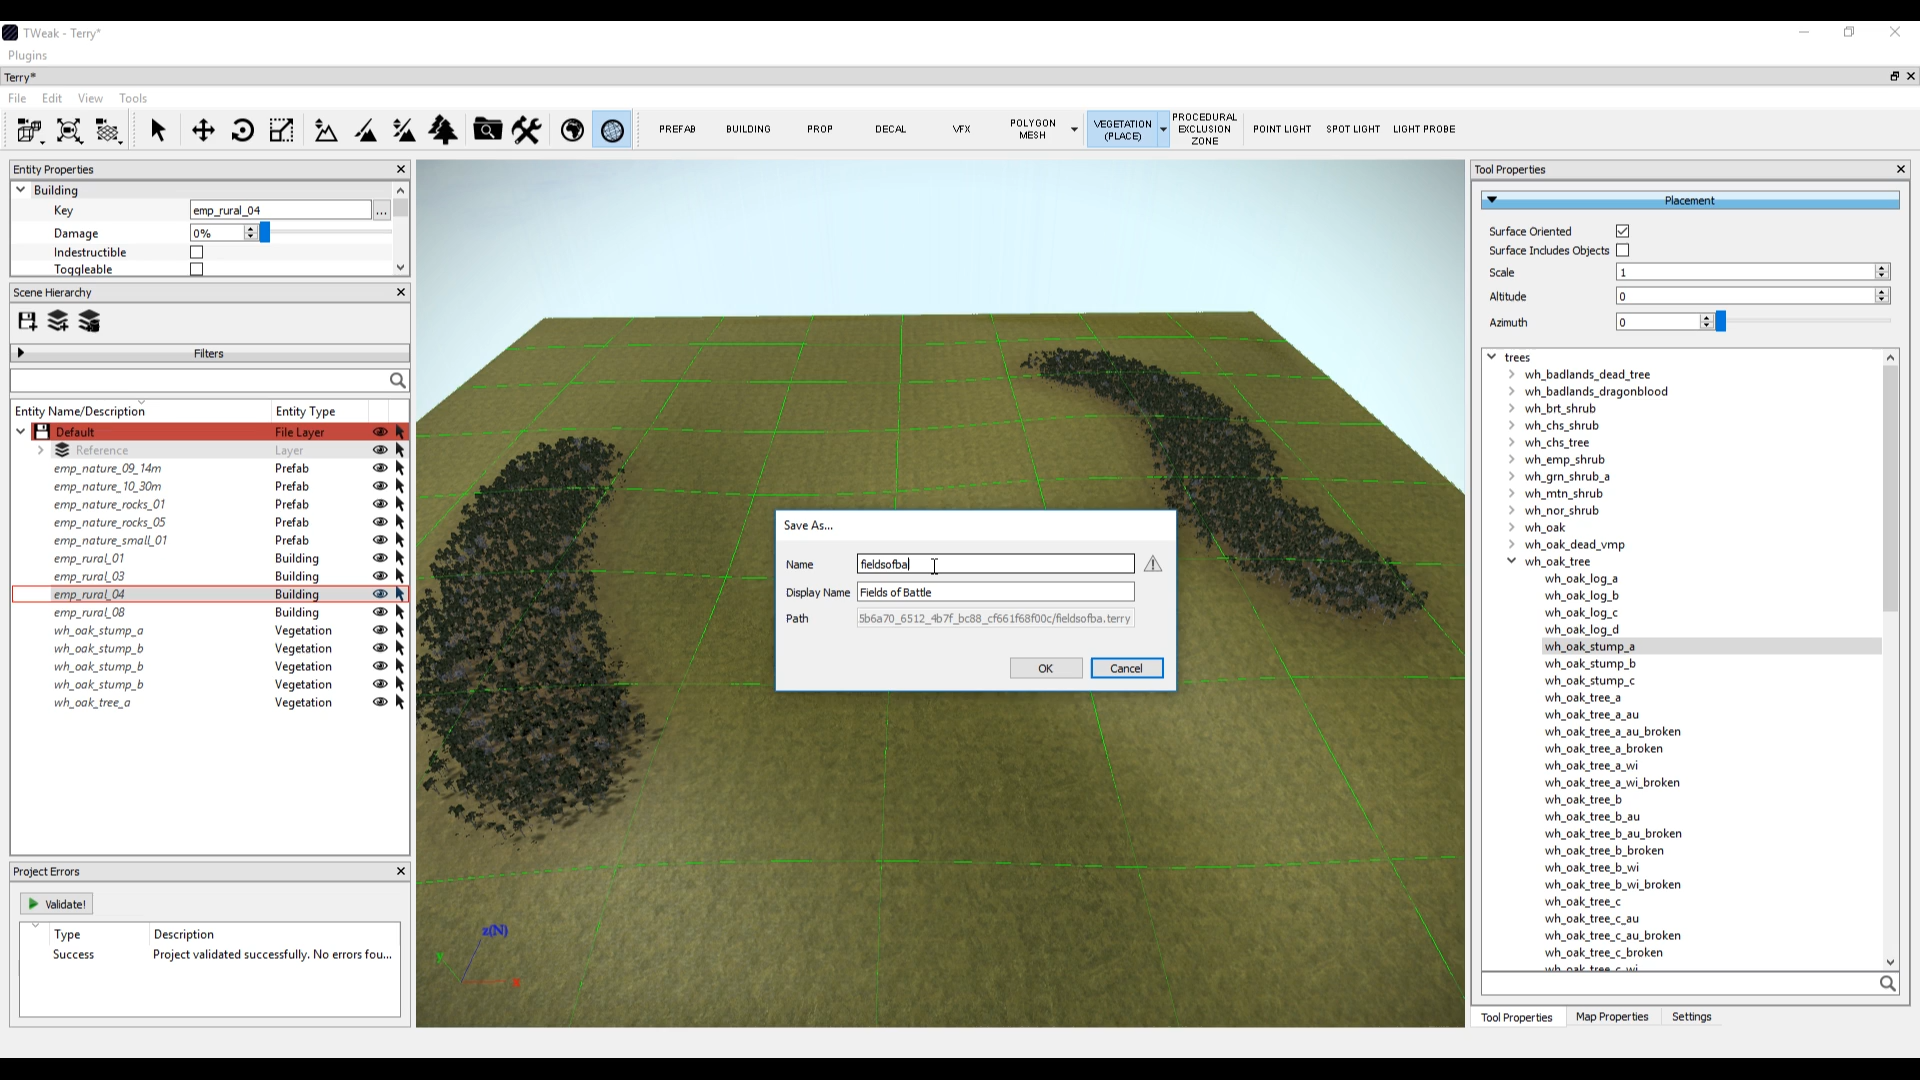 TWeak - Terry*
Plugins
Terry*
File Edit View Tools
PREFAB BUILDING PROP DECAL VFX POLYGON MESH VEGETATION (PLACE) PROCEDURAL EXCLUSION ZONE POINT LIGHT SPOT LIGHT LIGHT PROBE
Entity Properties
Building
Key emp_rural_04 ...
Damage 0%
Indestructible
Toggleable
Scene Hierarchy
Filters
Entity Name/Description Entity Type
Default File Layer
Reference Layer
emp_nature_09_14m Prefab
emp_nature_10_30m Prefab
emp_nature_rocks_01 Prefab
emp_nature_rocks_05 Prefab
emp_nature_small_01 Prefab
emp_rural_01 Building
emp_rural_03 Building
emp_rural_04 Building
emp_rural_08 Building
wh_oak_stump_a Vegetation
wh_oak_stump_b Vegetation
wh_oak_stump_b Vegetation
wh_oak_stump_b Vegetation
wh_oak_tree_a Vegetation
Project Errors
Validate!
Type Description
Success Project validated successfully. No errors fou...
z(N)
y
x
Save As...
Name fieldsofba
Display Name Fields of Battle
Path 5b6a70_6512_4b7f_bc88_cf661f68f00c/fieldsofba.terry
OK Cancel
Tool Properties
Placement
Surface Oriented
Surface Includes Objects
Scale 1
Altitude 0
Azimuth 0
trees
wh_badlands_dead_tree
wh_badlands_dragonblood
wh_brt_shrub
wh_chs_shrub
wh_chs_tree
wh_emp_shrub
wh_grn_shrub_a
wh_mtn_shrub
wh_nor_shrub
wh_oak
wh_oak_dead_vmp
wh_oak_tree
wh_oak_log_a
wh_oak_log_b
wh_oak_log_c
wh_oak_log_d
wh_oak_stump_a
wh_oak_stump_b
wh_oak_stump_c
wh_oak_tree_a
wh_oak_tree_a_au
wh_oak_tree_a_au_broken
wh_oak_tree_a_broken
wh_oak_tree_a_wi
wh_oak_tree_a_wi_broken
wh_oak_tree_b
wh_oak_tree_b_au
wh_oak_tree_b_au_broken
wh_oak_tree_b_broken
wh_oak_tree_b_wi
wh_oak_tree_b_wi_broken
wh_oak_tree_c
wh_oak_tree_c_au
wh_oak_tree_c_au_broken
wh_oak_tree_c_broken
wh_oak_tree_c_wi
Tool Properties Map Properties Settings